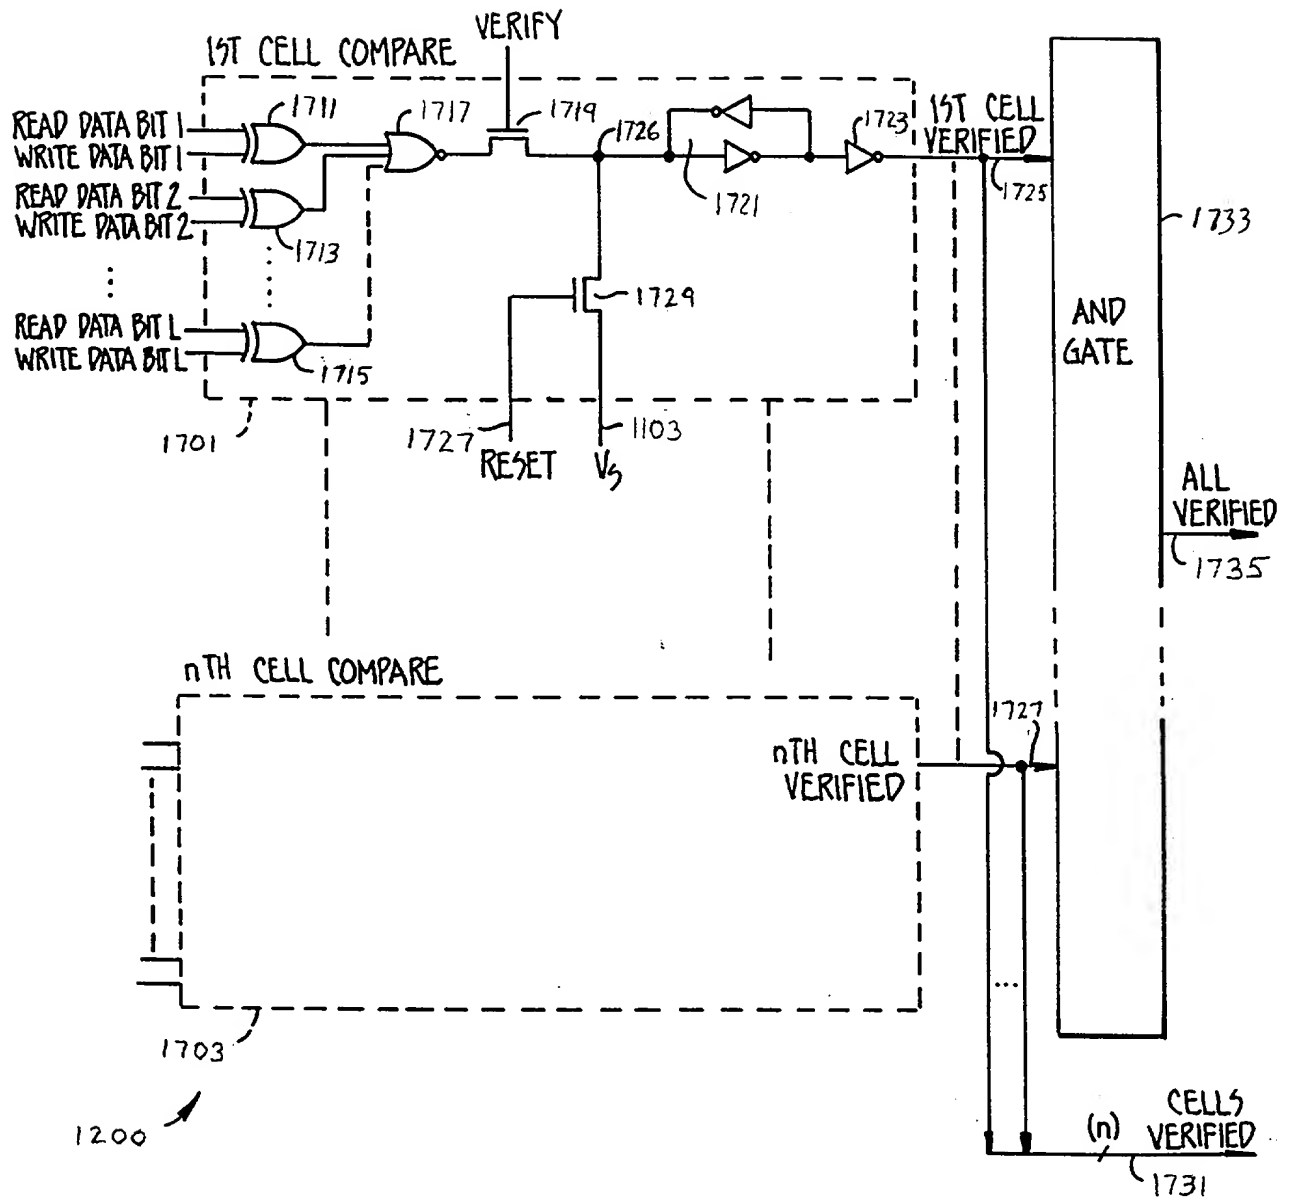 VERIFY
1ST CELL COMPARE
1711
1717
1719
1726
1723
1ST CELL
VERIFIED
1725
READ DATA BIT 1
WRITE DATA BIT 1
READ DATA BIT 2
WRITE DATA BIT 2
1713
1721
1733
1729
READ DATA BIT L
WRITE DATA BIT L
1715
AND
GATE
1701
1727
RESET
1103
VS
ALL
VERIFIED
1735
nTH CELL COMPARE
1727
nTH CELL
VERIFIED
1703
1200
(n)
CELLS
VERIFIED
1731